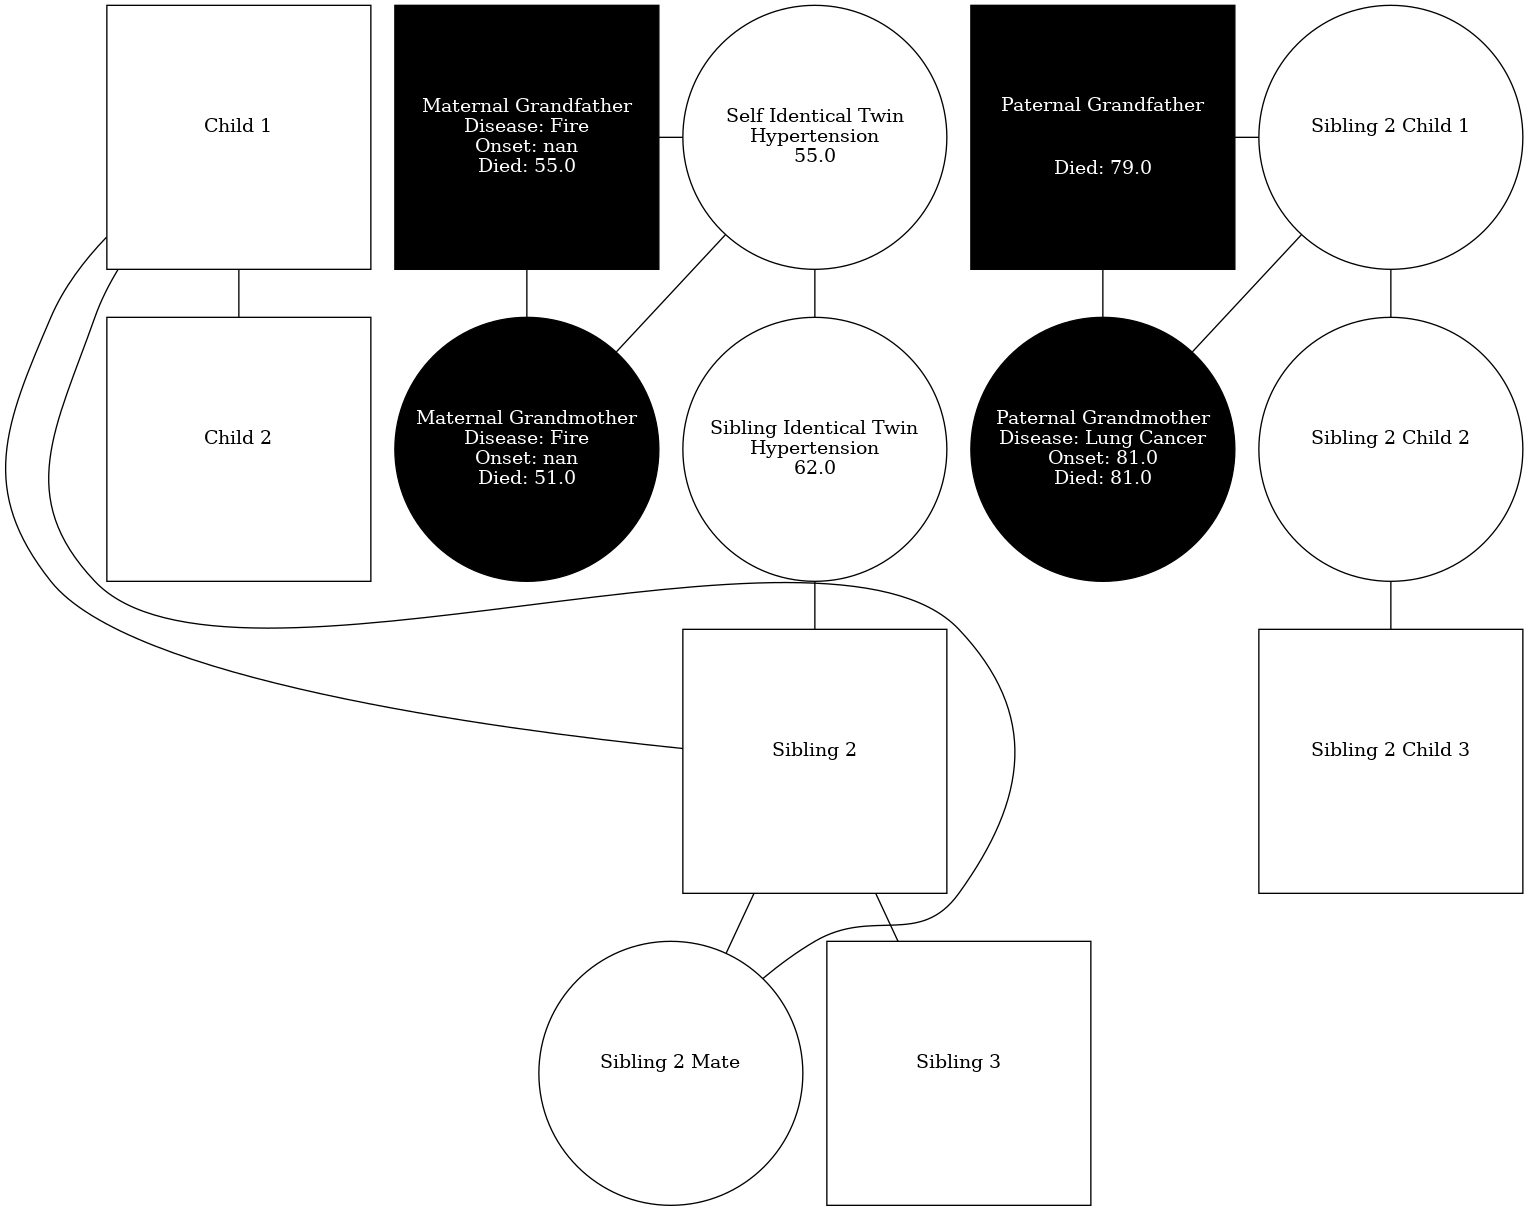 Child 1
Maternal Grandfather
Disease: Fire
Onset: nan
Died: 55.0
Self Identical Twin
Hypertension
55.0
Paternal Grandfather
Died: 79.0
Sibling 2 Child 1
Child 2
Maternal Grandmother
Disease: Fire
Onset: nan
Died: 51.0
Sibling Identical Twin
Hypertension
62.0
Paternal Grandmother
Disease: Lung Cancer
Onset: 81.0
Died: 81.0
Sibling 2 Child 2
Sibling 2
Sibling 2 Child 3
Sibling 2 Mate
Sibling 3